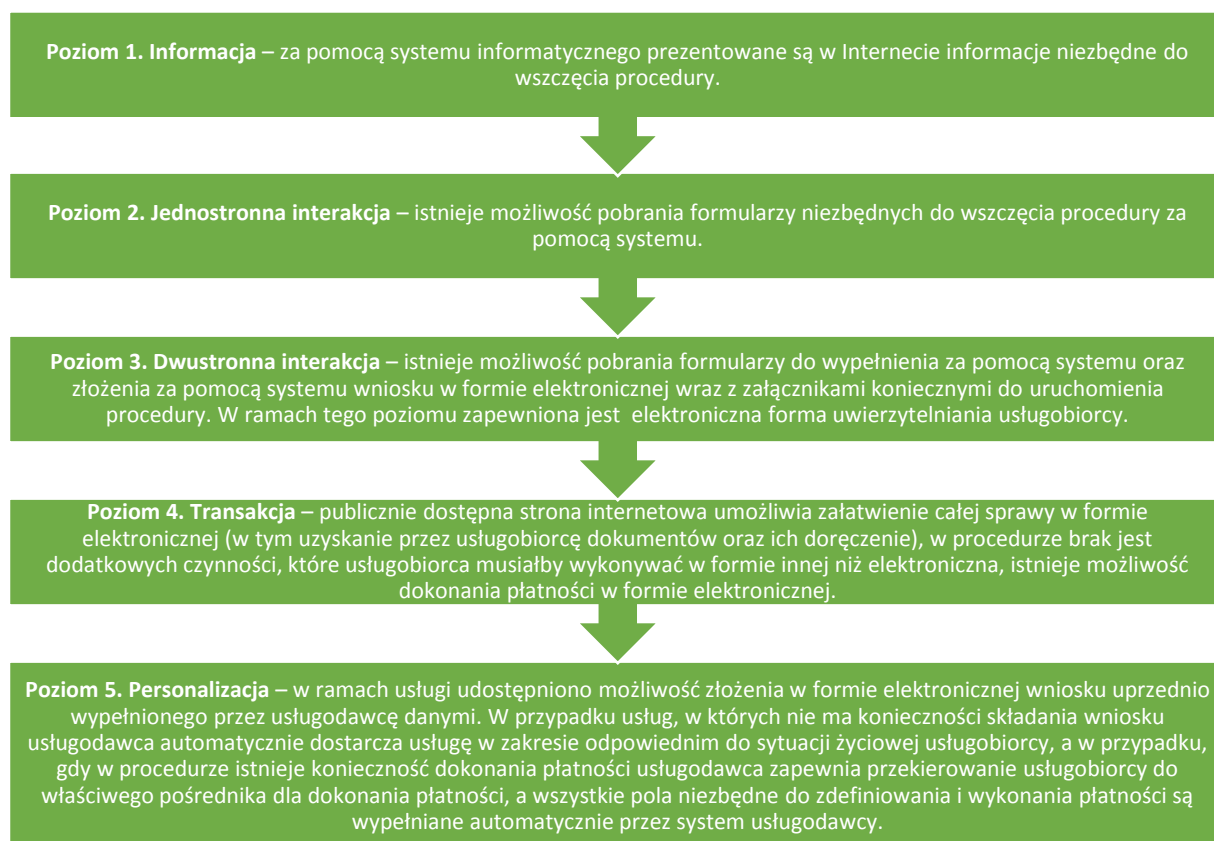 Poziom 1. Informacja – za pomocą systemu informatycznego prezentowane są w Internecie informacje niezbędne do
wszczęcia procedury.
Poziom 2. Jednostronna interakcja – istnieje możliwość pobrania formularzy niezbędnych do wszczęcia procedury za
pomocą systemu.
Poziom 3. Dwustronna interakcja – istnieje możliwość pobrania formularzy do wypełnienia za pomocą systemu oraz
złożenia za pomocą systemu wniosku w formie elektronicznej wraz z załącznikami koniecznymi do uruchomienia
procedury. W ramach tego poziomu zapewniona jest  elektroniczna forma uwierzytelniania usługobiorcy.
Poziom 4. Transakcja – publicznie dostępna strona internetowa umożliwia załatwienie całej sprawy w formie
elektronicznej (w tym uzyskanie przez usługobiorcę dokumentów oraz ich doręczenie), w procedurze brak jest
dodatkowych czynności, które usługobiorca musiałby wykonywać w formie innej niż elektroniczna, istnieje możliwość
dokonania płatności w formie elektronicznej.
Poziom 5. Personalizacja – w ramach usługi udostępniono możliwość złożenia w formie elektronicznej wniosku uprzednio
wypełnionego przez usługodawcę danymi. W przypadku usług, w których nie ma konieczności składania wniosku
usługodawca automatycznie dostarcza usługę w zakresie odpowiednim do sytuacji życiowej usługobiorcy, a w przypadku,
gdy w procedurze istnieje konieczność dokonania płatności usługodawca zapewnia przekierowanie usługobiorcy do
właściwego pośrednika dla dokonania płatności, a wszystkie pola niezbędne do zdefiniowania i wykonania płatności są
wypełniane automatycznie przez system usługodawcy.